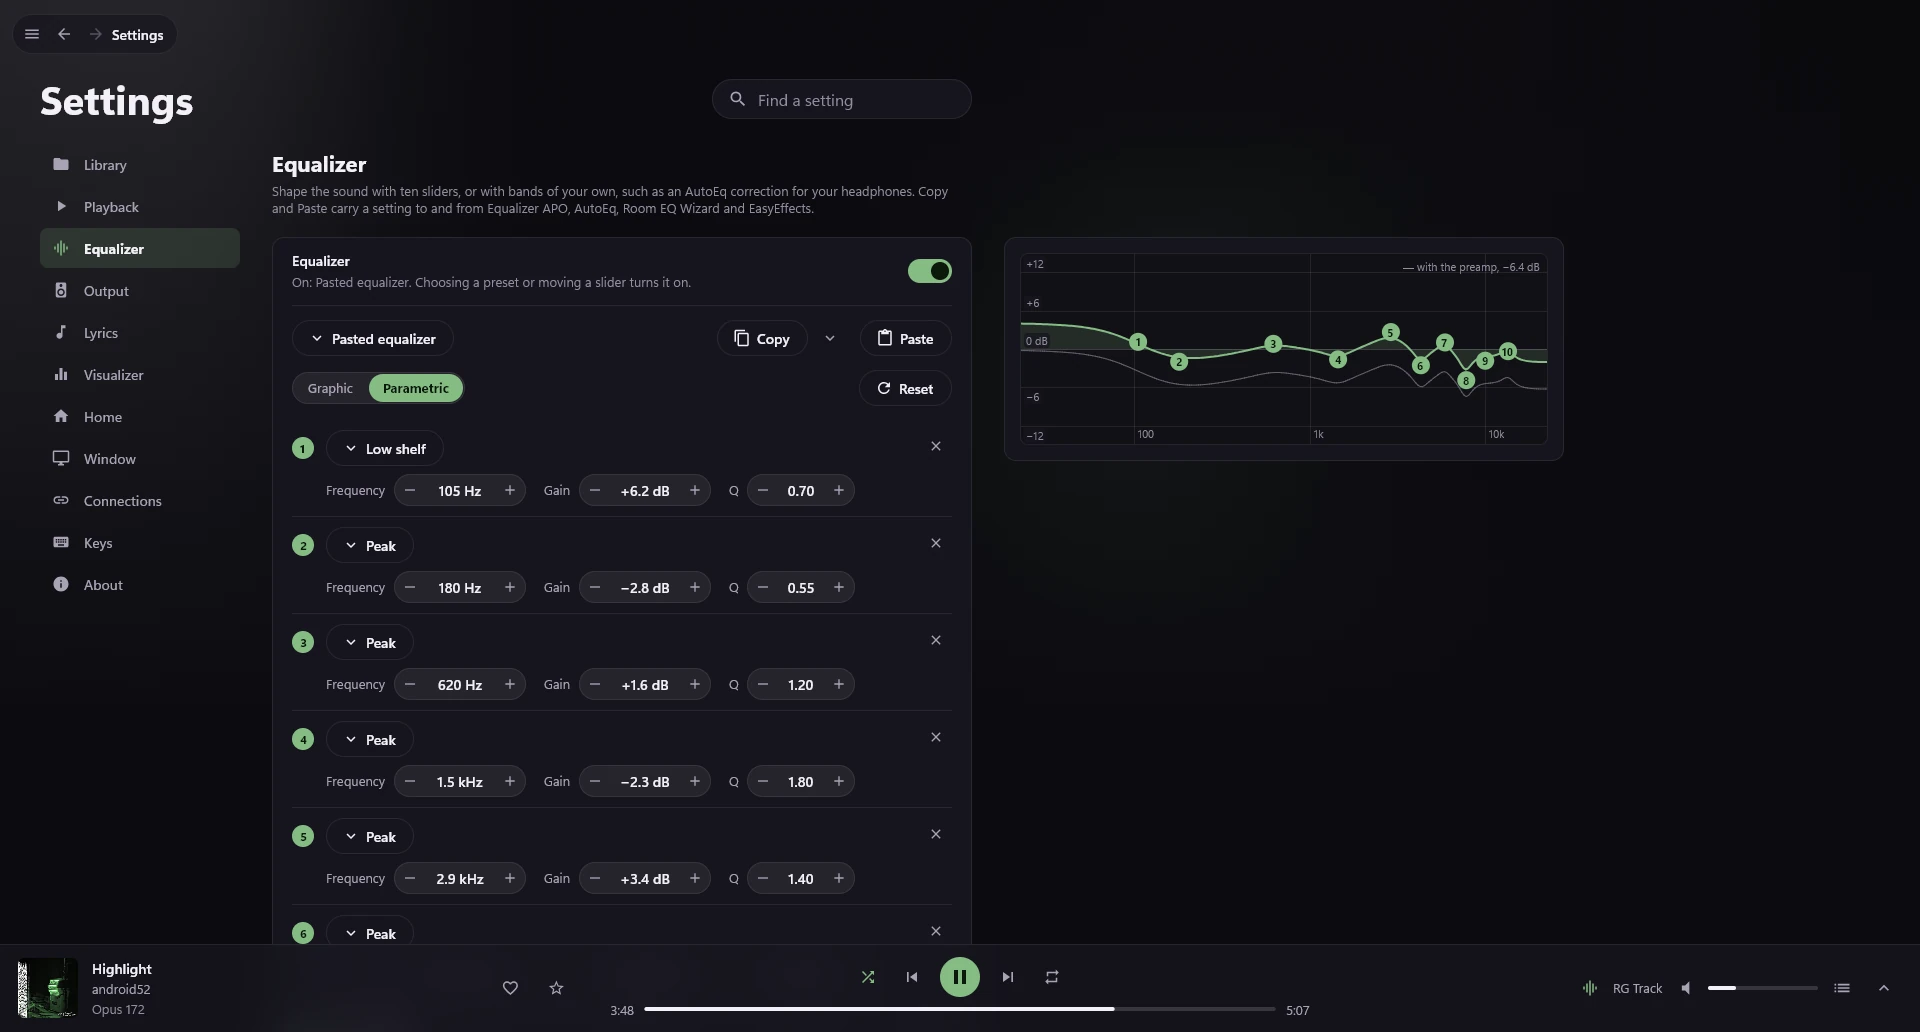 Settings
Settings
Find a setting
Library
Playback
Equalizer
Output
Lyrics
Visualizer
Home
Window
Connections
Keys
About
Equalizer
Shape the sound with ten sliders, or with bands of your own, such as an AutoEq correction for your headphones. Copy
and Paste carry a setting to and from Equalizer APO, AutoEq, Room EQ Wizard and EasyEffects.
Equalizer
On: Pasted equalizer. Choosing a preset or moving a slider turns it on.
Pasted equalizer Copy Paste
Graphic Parametric Reset
1 Low shelf
Frequency − 105 Hz + Gain − +6.2 dB + Q − 0.70 +
2 Peak
Frequency − 180 Hz + Gain − −2.8 dB + Q − 0.55 +
3 Peak
Frequency − 620 Hz + Gain − +1.6 dB + Q − 1.20 +
4 Peak
Frequency − 1.5 kHz + Gain − −2.3 dB + Q − 1.80 +
5 Peak
Frequency − 2.9 kHz + Gain − +3.4 dB + Q − 1.40 +
6 Peak
+12 — with the preamp, −6.4 dB
+6
0 dB
−6
−12
100 1k 10k
1 2 3 4 5 6 7 8 9 10
Highlight
android52
Opus 172
3:48 5:07
RG Track